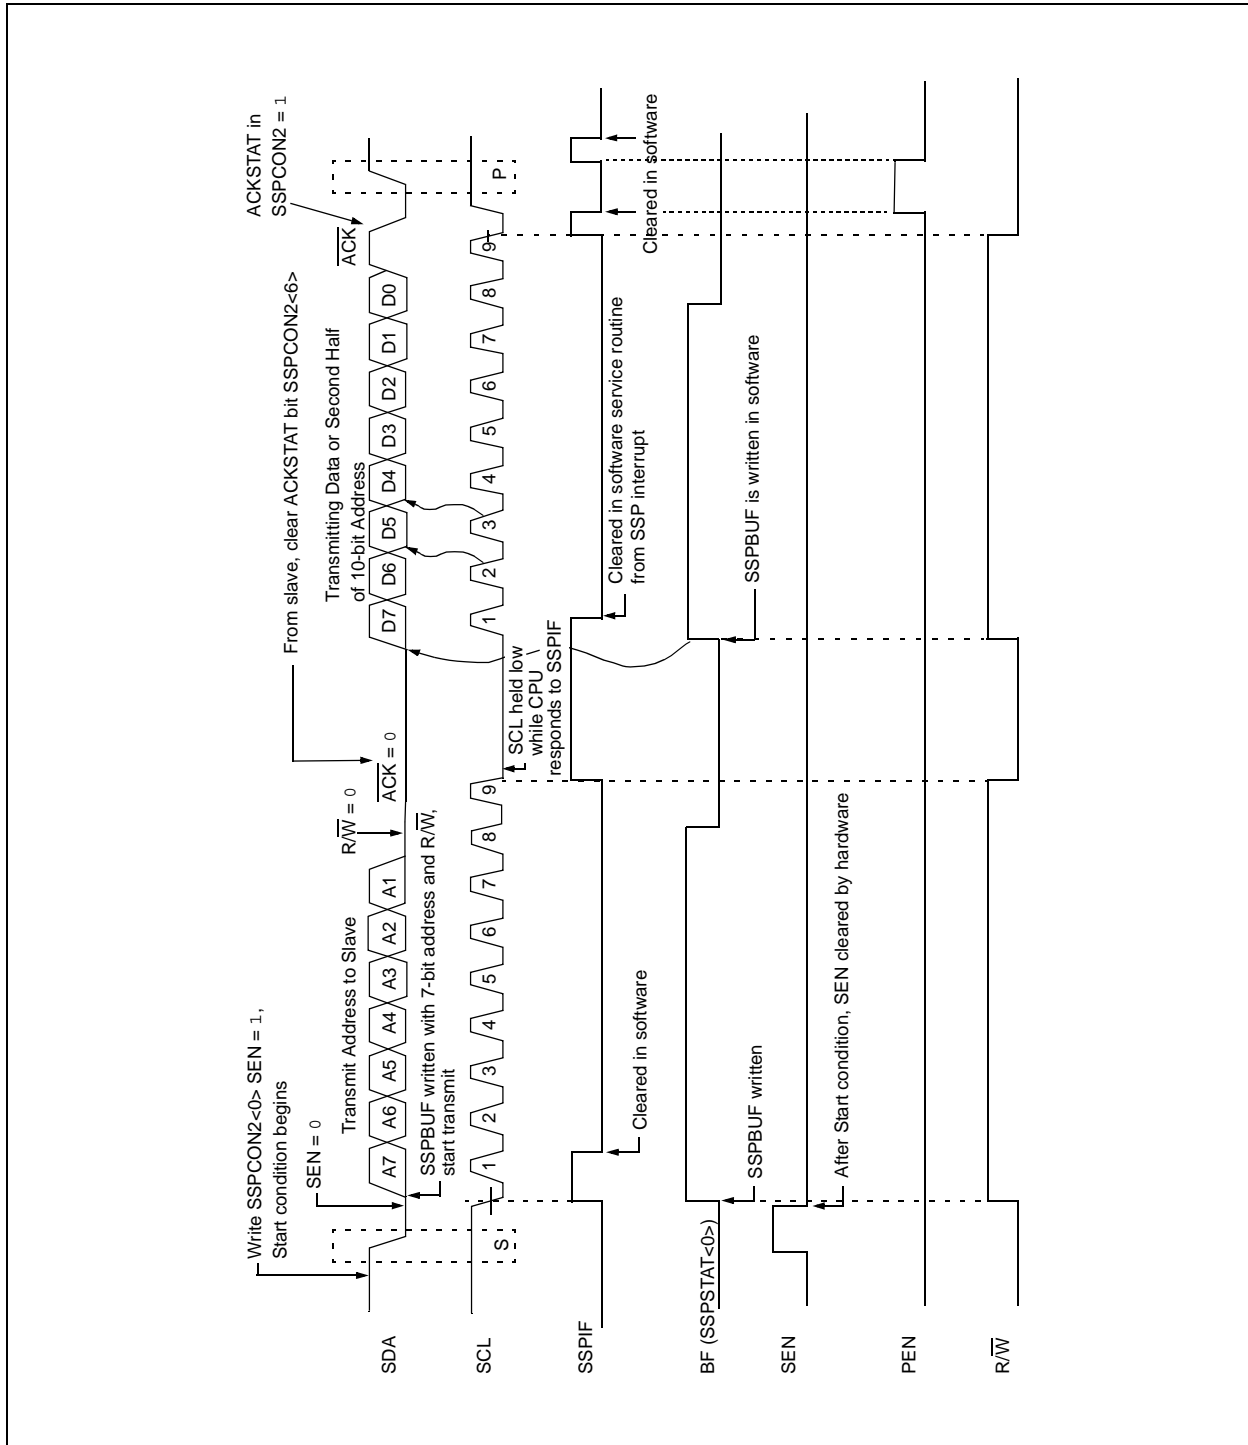 Write SSPCON2<0> SEN = 1,
Start condition begins
SEN = 0
Transmit Address to Slave
R/W = 0
From slave, clear ACKSTAT bit SSPCON2<6>
ACK = 0
Transmitting Data or Second Half
of 10-bit Address
ACKSTAT in
SSPCON2 = 1
ACK
SDA
A7 A6 A5 A4 A3 A2 A1
D7 D6 D5 D4 D3 D2 D1 D0
SSPBUF written with 7-bit address and R/W,
start transmit
SCL
S
1 2 3 4 5 6 7 8 9
1 2 3 4 5 6 7 8 9
P
SCL held low
while CPU
responds to SSPIF
SSPIF
Cleared in software
Cleared in software service routine
from SSP interrupt
Cleared in software
BF (SSPSTAT<0>)
SSPBUF written
SSPBUF is written in software
SEN
After Start condition, SEN cleared by hardware
PEN
R/W